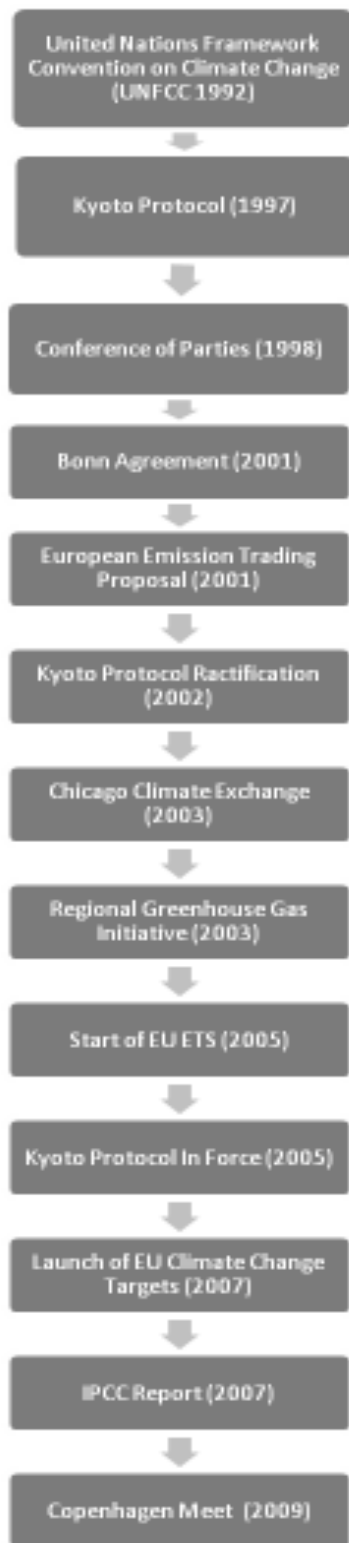 United Nations Framework
Convention on Climate Change
(UNFCC 1992)
Kyoto Protocol (1997)
Conference of Parties (1998)
Bonn Agreement (2001)
European Emission Trading
Proposal (2001)
Kyoto Protocol Ractification
(2002)
Chicago Climate Exchange
(2003)
Regional Greenhouse Gas
Initiative (2003)
Start of EU ETS (2005)
Kyoto Protocol In Force (2005)
Launch of EU Climate Change
Targets (2007)
IPCC Report (2007)
Copenhagen Meet (2009)